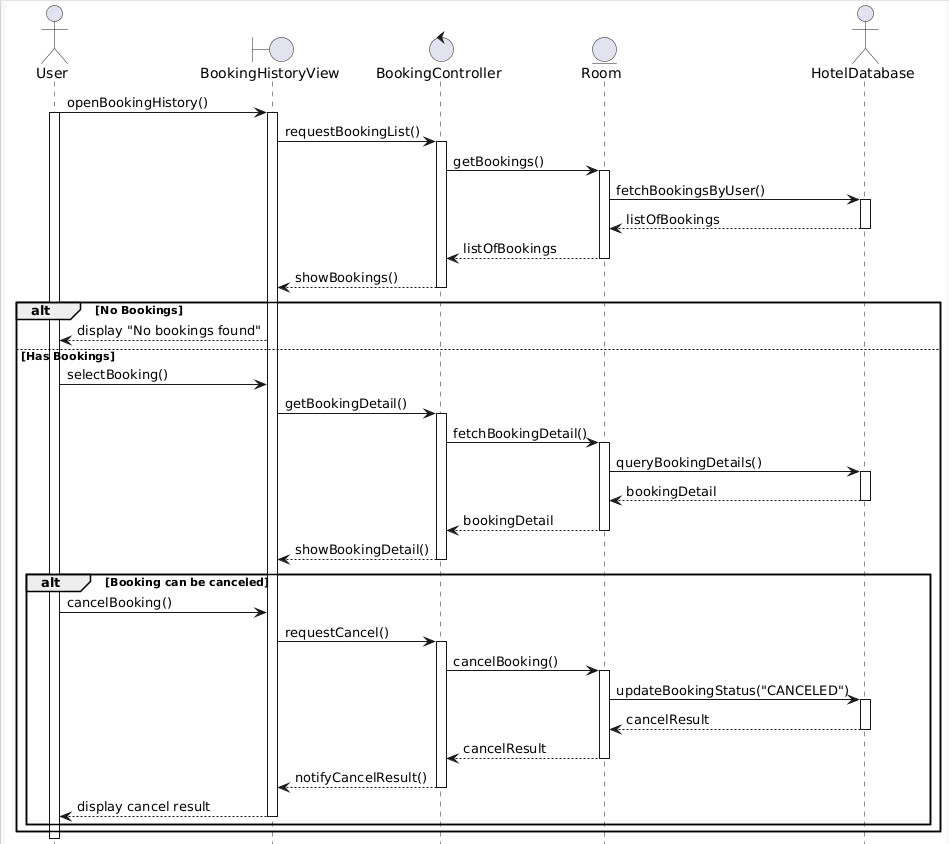 User
BookingHistoryView
BookingController
Room
HotelDatabase
openBookingHistory()
requestBookingList()
getBookings()
fetchBookingsByUser()
listOfBookings
listOfBookings
showBookings()
alt [No Bookings]
display "No bookings found"
[Has Bookings]
selectBooking()
getBookingDetail()
fetchBookingDetail()
queryBookingDetails()
bookingDetail
bookingDetail
showBookingDetail()
alt [Booking can be canceled]
cancelBooking()
requestCancel()
cancelBooking()
updateBookingStatus("CANCELED")
cancelResult
cancelResult
notifyCancelResult()
display cancel result